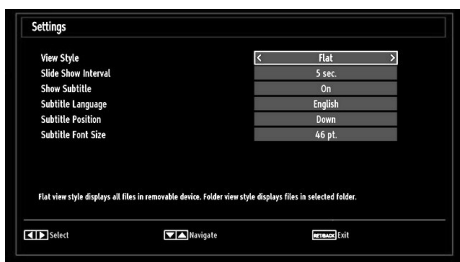 Settings
View Style < Flat >
Slide Show Interval 5 sec.
Show Subtitle On
Subtitle Language English
Subtitle Position Down
Subtitle Font Size 46 pt.
Flat view style displays all files in removable device. Folder view style displays files in selected folder.
Select Navigate RET/BACK Exit